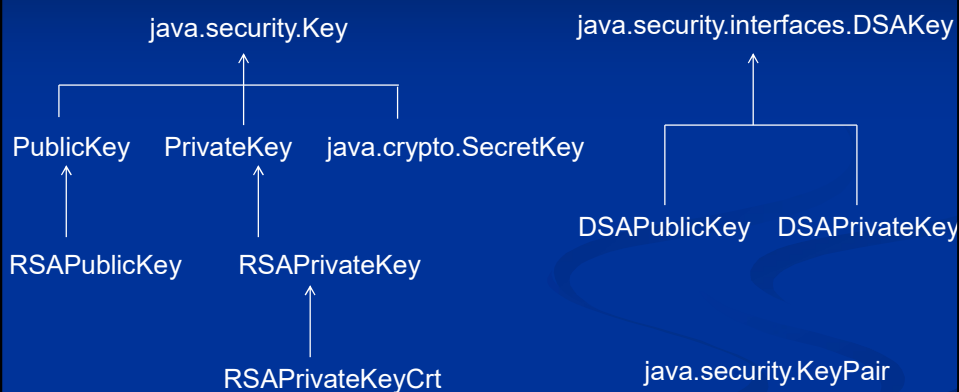 java.security.Key
java.security.interfaces.DSAKey
PublicKey
PrivateKey
java.crypto.SecretKey
DSAPublicKey
DSAPrivateKey
RSAPublicKey
RSAPrivateKey
RSAPrivateKeyCrt
java.security.KeyPair